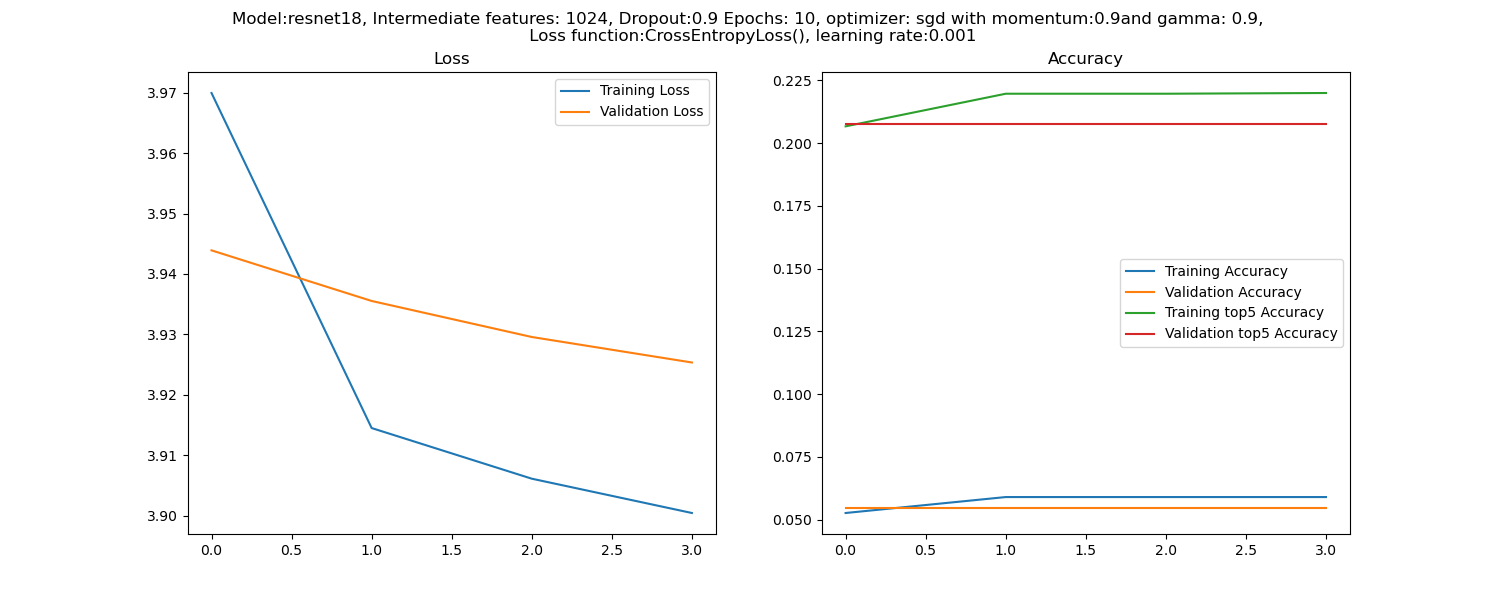 Model:resnet18, Intermediate features: 1024, Dropout:0.9 Epochs: 10, optimizer: sgd with momentum:0.9and gamma: 0.9,
Loss function:CrossEntropyLoss(), learning rate:0.001
Loss
3.97
3.96
3.95
3.94
3.93
3.92
3.91
3.90
0.0 0.5 1.0 1.5 2.0 2.5 3.0
Training Loss
Validation Loss
Accuracy
0.225
0.200
0.175
0.150
0.125
0.100
0.075
0.050
0.0 0.5 1.0 1.5 2.0 2.5 3.0
Training Accuracy
Validation Accuracy
Training top5 Accuracy
Validation top5 Accuracy